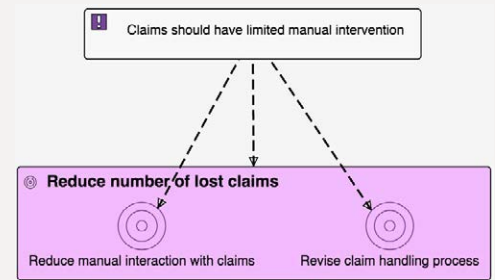 Claims should have limited manual intervention
Reduce number of lost claims
Reduce manual interaction with claims
Revise claim handling process